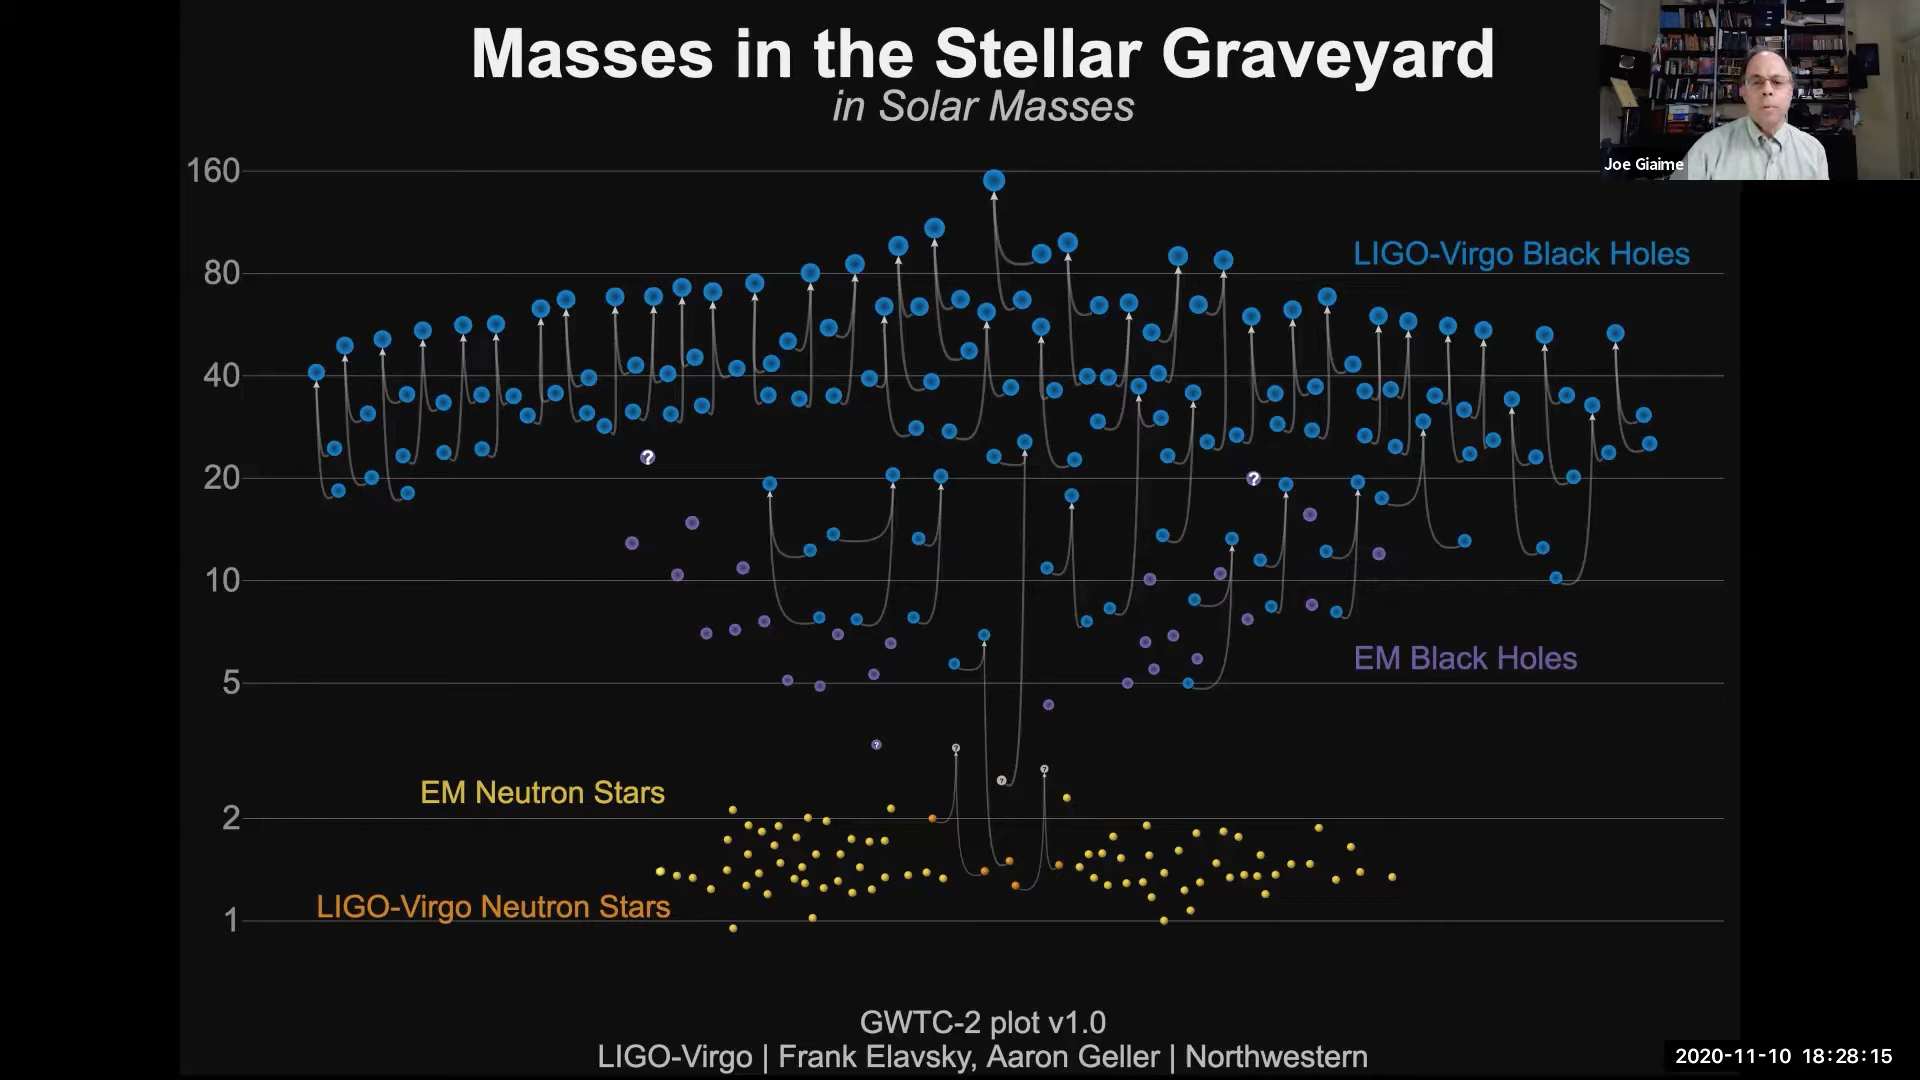 Masses in the Stellar Graveyard
in Solar Masses
Joe Giaime
160
LIGO-Virgo Black Holes
80
40
?
20
?
10
EM Black Holes
5
?
?
?
?
EM Neutron Stars
2
LIGO-Virgo Neutron Stars
1
GWTC-2 plot v1.0
LIGO-Virgo | Frank Elavsky, Aaron Geller | Northwestern
2020-11-10 18:28:15